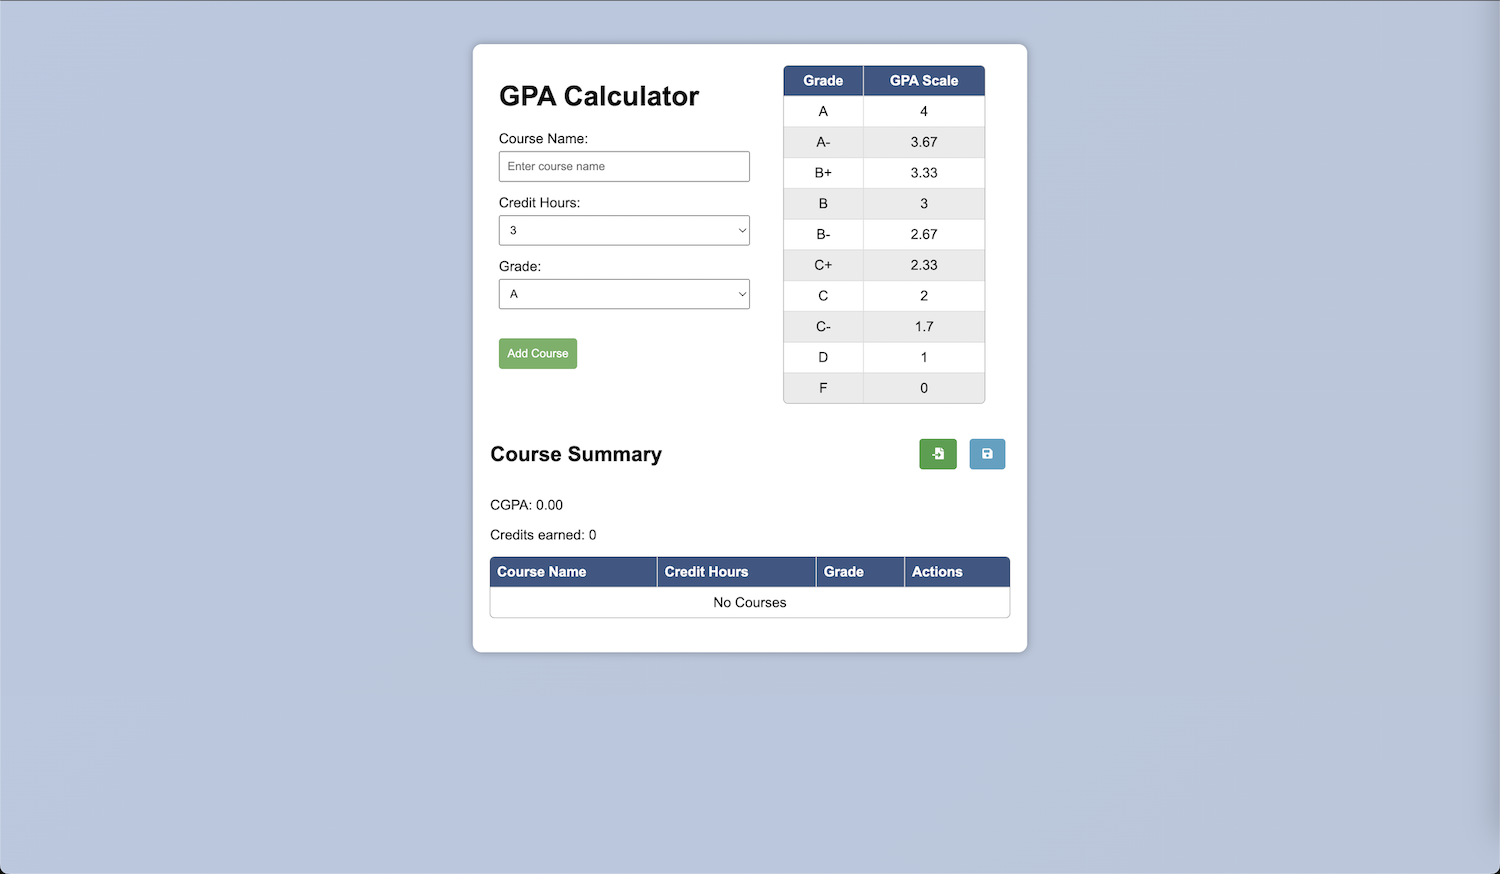 GPA Calculator
Course Name:
Enter course name
Credit Hours:
3
Grade:
A
Add Course
Grade GPA Scale
A 4
A- 3.67
B+ 3.33
B 3
B- 2.67
C+ 2.33
C 2
C- 1.7
D 1
F 0
Course Summary
CGPA: 0.00
Credits earned: 0
Course Name Credit Hours Grade Actions
No Courses